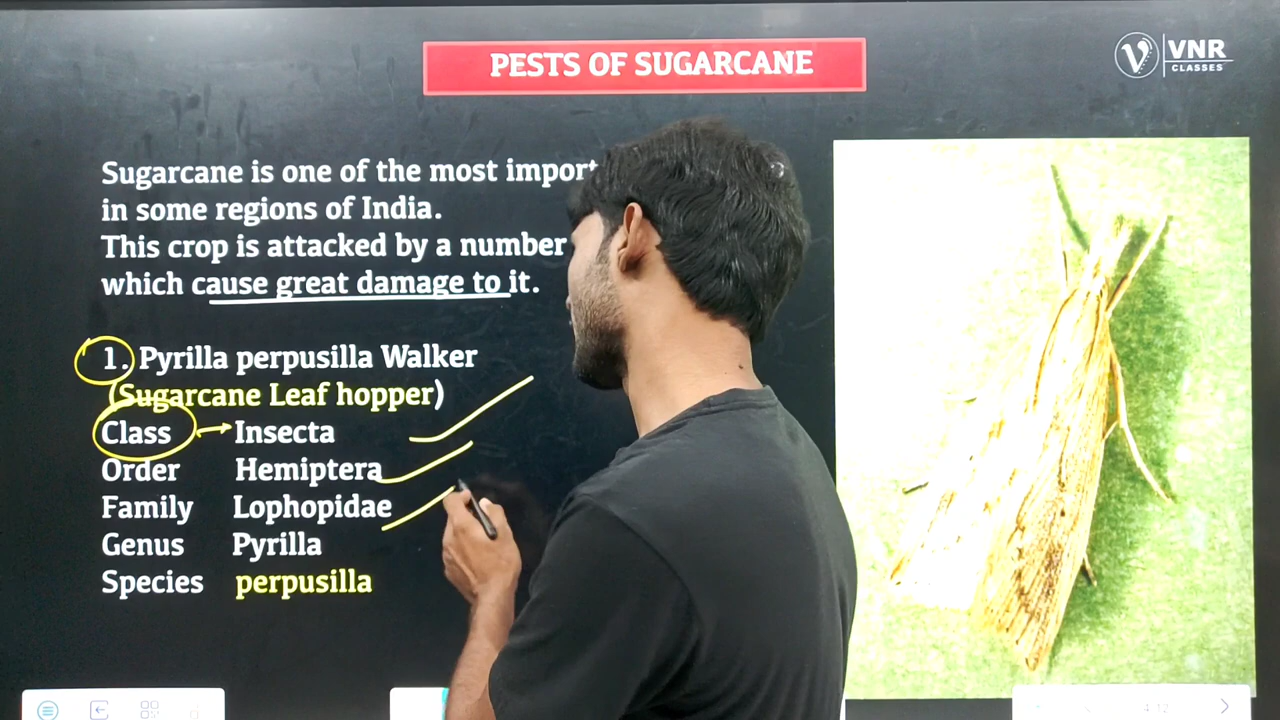 PESTS OF SUGARCANE
VNR
CLASSES
Sugarcane is one of the most import
in some regions of India.
This crop is attacked by a number
which cause great damage to it.
1. Pyrilla perpusilla Walker
(Sugarcane Leaf hopper)
Class Insecta
Order Hemiptera
Family Lophopidae
Genus Pyrilla
Species perpusilla